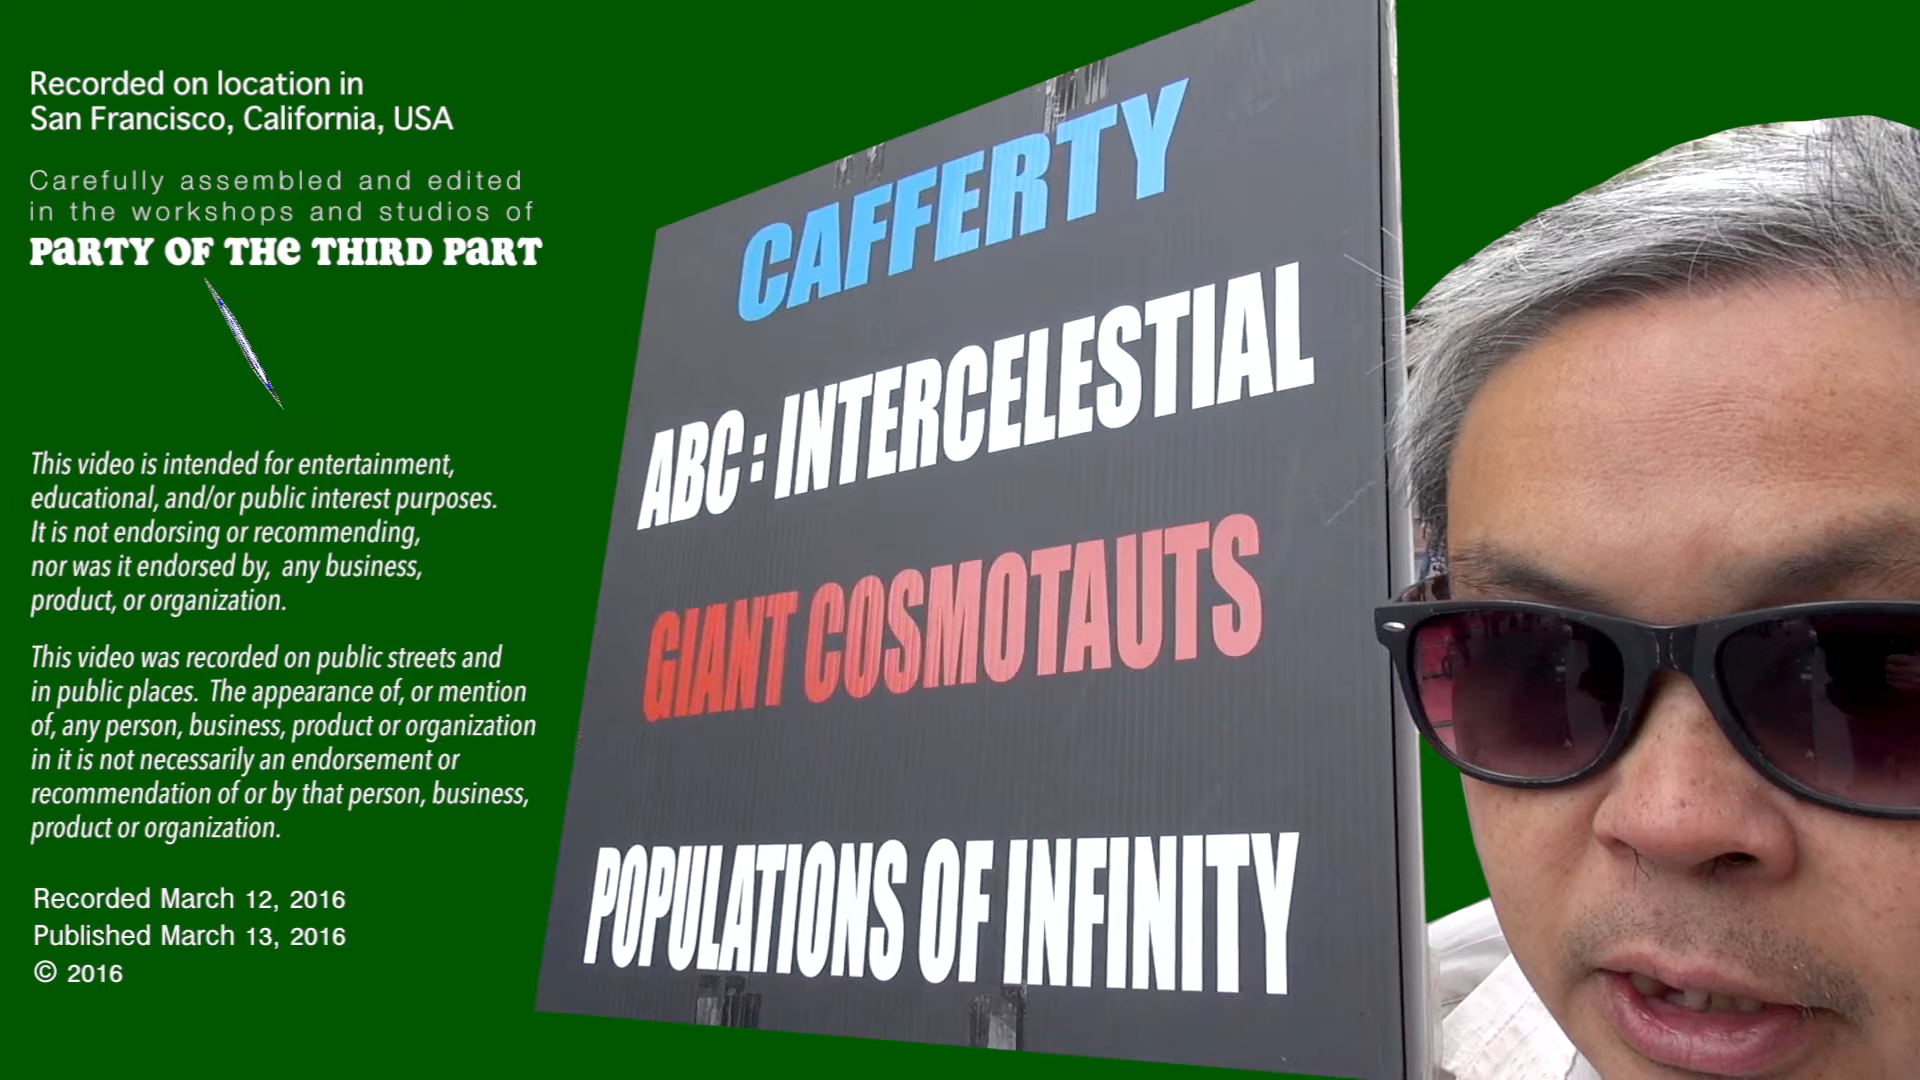 Recorded on location in
San Francisco, California, USA
Carefully assembled and edited
in the workshops and studios of
PARTY OF THE THIRD PART
This video is intended for entertainment,
educational, and/or public interest purposes.
It is not endorsing or recommending,
nor was it endorsed by, any business,
product, or organization.
This video was recorded on public streets and
in public places. The appearance of, or mention
of, any person, business, product or organization
in it is not necessarily an endorsement or
recommendation of or by that person, business,
product or organization.
Recorded March 12, 2016
Published March 13, 2016
© 2016
CAFFERTY
ABC : INTERCELESTIAL
GIANT COSMOTAUTS
POPULATIONS OF INFINITY